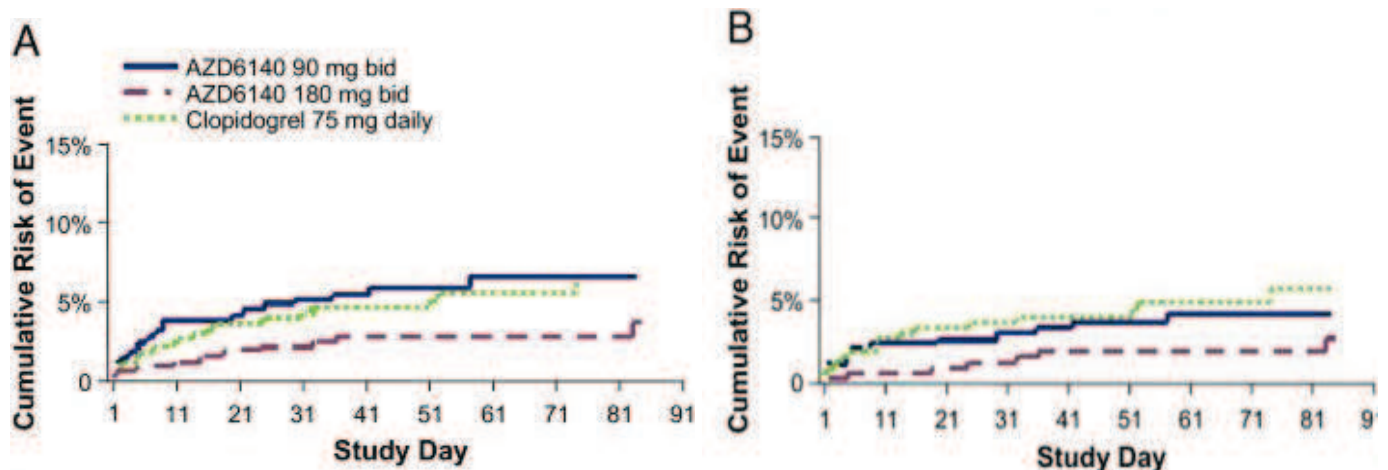 A
AZD6140 90 mg bid
AZD6140 180 mg bid
Clopidogrel 75 mg daily
Cumulative Risk of Event
15%
10%
5%
0
1 11 21 31 41 51 61 71 81 91
Study Day
B
Cumulative Risk of Event
15%
10%
5%
0
1 11 21 31 41 51 61 71 81 91
Study Day